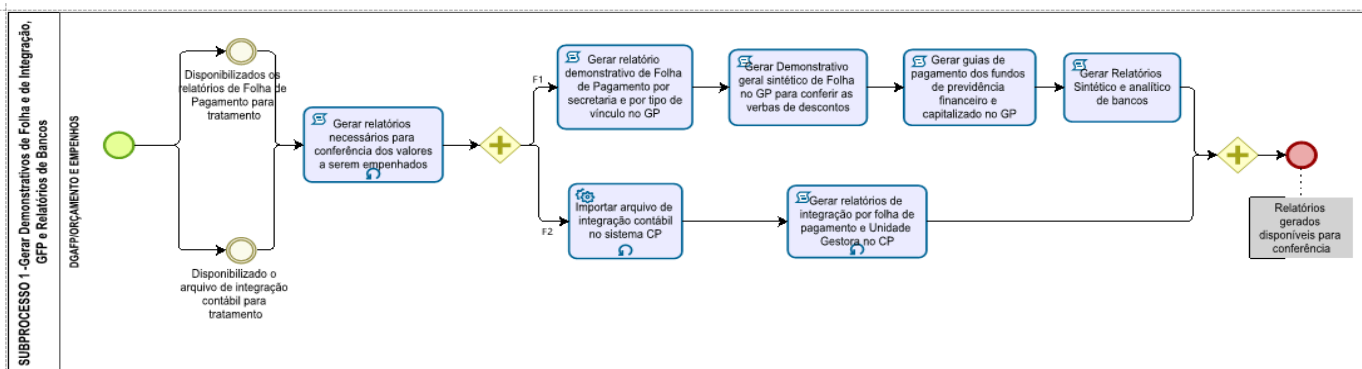 SUBPROCESSO 1 -Gerar Demonstrativos de Folha e de Integração,
GFP e Relatórios de Bancos
DGAFP/ORÇAMENTO E EMPENHOS
Disponibilizados os
relatórios de Folha de
Pagamento para
tratamento
Disponibilizado o
arquivo de integração
contábil para
tratamento
Gerar relatórios
necessários para
conferência dos valores
a serem empenhados
F1
Gerar relatório
demonstrativo de Folha
de Pagamento por
secretaria e por tipo de
vínculo no GP
Gerar Demonstrativo
geral sintético de Folha
no GP para conferir as
verbas de descontos
Gerar guias de
pagamento dos fundos
de previdência
financeiro e
capitalizado no GP
Gerar Relatórios
Sintético e analítico
de bancos
F2
Importar arquivo de
integração contábil
no sistema CP
Gerar relatórios de
integração por folha de
pagamento e Unidade
Gestora no CP
Relatórios
gerados
disponíveis para
conferência